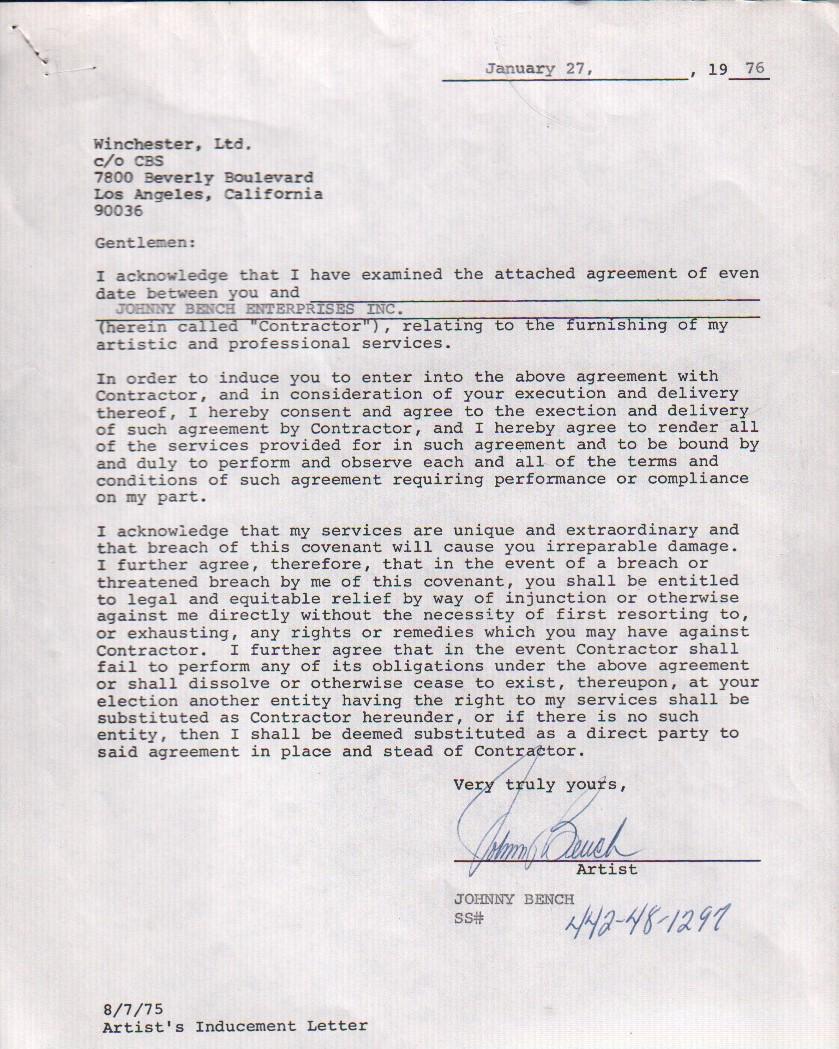 January 27, , 19 76
Winchester, Ltd.
c/o CBS
7800 Beverly Boulevard
Los Angeles, California
90036
Gentlemen:
I acknowledge that I have examined the attached agreement of even
date between you and
JOHNNY BENCH ENTERPRISES INC.
(herein called "Contractor"), relating to the furnishing of my
artistic and professional services.
In order to induce you to enter into the above agreement with
Contractor, and in consideration of your execution and delivery
thereof, I hereby consent and agree to the exection and delivery
of such agreement by Contractor, and I hereby agree to render all
of the services provided for in such agreement and to be bound by
and duly to perform and observe each and all of the terms and
conditions of such agreement requiring performance or compliance
on my part.
I acknowledge that my services are unique and extraordinary and
that breach of this covenant will cause you irreparable damage.
I further agree, therefore, that in the event of a breach or
threatened breach by me of this covenant, you shall be entitled
to legal and equitable relief by way of injunction or otherwise
against me directly without the necessity of first resorting to,
or exhausting, any rights or remedies which you may have against
Contractor. I further agree that in the event Contractor shall
fail to perform any of its obligations under the above agreement
or shall dissolve or otherwise cease to exist, thereupon, at your
election another entity having the right to my services shall be
substituted as Contractor hereunder, or if there is no such
entity, then I shall be deemed substituted as a direct party to
said agreement in place and stead of Contractor.
Very truly yours,
Johnny Bench
Artist
JOHNNY BENCH
SS# [Social Security number withheld for privacy]
8/7/75
Artist's Inducement Letter